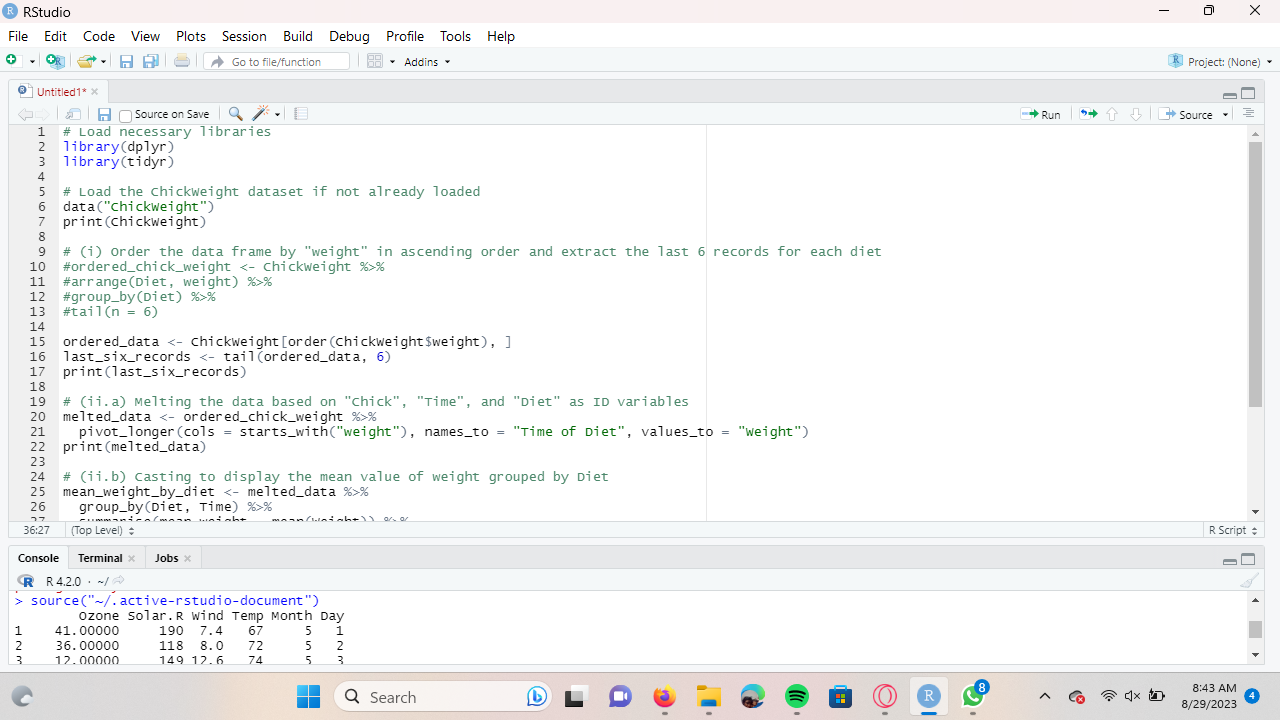 RStudio
File Edit Code View Plots Session Build Debug Profile Tools Help
Go to file/function Addins Project: (None)
Untitled1*
Source on Save Run Source
1 # Load necessary libraries
2 library(dplyr)
3 library(tidyr)
4
5 # Load the ChickWeight dataset if not already loaded
6 data("ChickWeight")
7 print(ChickWeight)
8
9 # (i) Order the data frame by "weight" in ascending order and extract the last 6 records for each diet
10 #ordered_chick_weight <- ChickWeight %>%
11 #arrange(Diet, weight) %>%
12 #group_by(Diet) %>%
13 #tail(n = 6)
14
15 ordered_data <- ChickWeight[order(ChickWeight$weight), ]
16 last_six_records <- tail(ordered_data, 6)
17 print(last_six_records)
18
19 # (ii.a) Melting the data based on "Chick", "Time", and "Diet" as ID variables
20 melted_data <- ordered_chick_weight %>%
21 pivot_longer(cols = starts_with("weight"), names_to = "Time of Diet", values_to = "Weight")
22 print(melted_data)
23
24 # (ii.b) Casting to display the mean value of weight grouped by Diet
25 mean_weight_by_diet <- melted_data %>%
26 group_by(Diet, Time) %>%
27 summarise(mean_weight = mean(Weight)) %>%
36:27 (Top Level) R Script
Console Terminal Jobs
R 4.2.0 · ~/
> source("~/.active-rstudio-document")
Ozone Solar.R Wind Temp Month Day
1 41.00000 190 7.4 67 5 1
2 36.00000 118 8.0 72 5 2
3 12.00000 149 12.6 74 5 3
Search 8 8:43 AM
8/29/2023 4